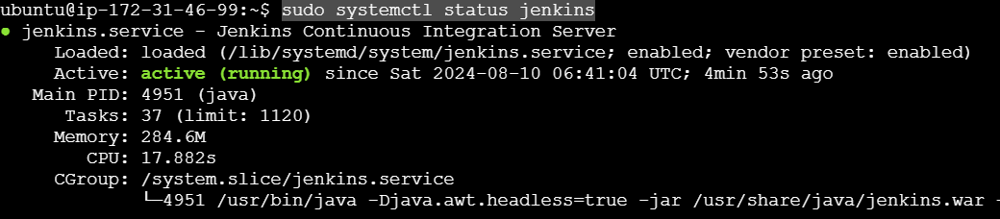 ubuntu@ip-172-31-46-99:~$ sudo systemctl status jenkins
● jenkins.service - Jenkins Continuous Integration Server
Loaded: loaded (/lib/systemd/system/jenkins.service; enabled; vendor preset: enabled)
Active: active (running) since Sat 2024-08-10 06:41:04 UTC; 4min 53s ago
Main PID: 4951 (java)
Tasks: 37 (limit: 1120)
Memory: 284.6M
CPU: 17.882s
CGroup: /system.slice/jenkins.service
└─4951 /usr/bin/java -Djava.awt.headless=true -jar /usr/share/java/jenkins.war -